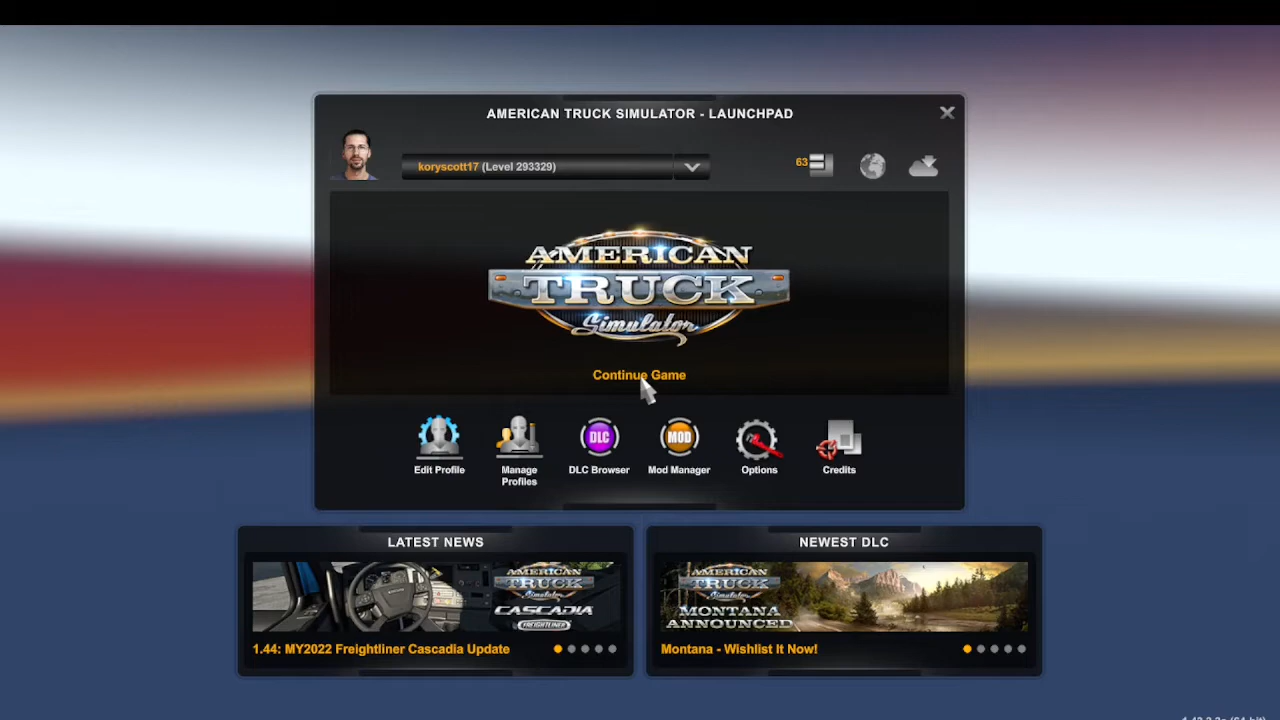 AMERICAN TRUCK SIMULATOR - LAUNCHPAD
koryscott17 (Level 293329)
63
AMERICAN
TRUCK
Simulator
Continue Game
Edit Profile
Manage
Profiles
DLC
DLC Browser
MOD
Mod Manager
Options
Credits
LATEST NEWS
AMERICAN
TRUCK
Simulator
CASCADIA
FREIGHTLINER
1.44: MY2022 Freightliner Cascadia Update
NEWEST DLC
AMERICAN
TRUCK
Simulator
MONTANA
ANNOUNCED
Montana - Wishlist It Now!